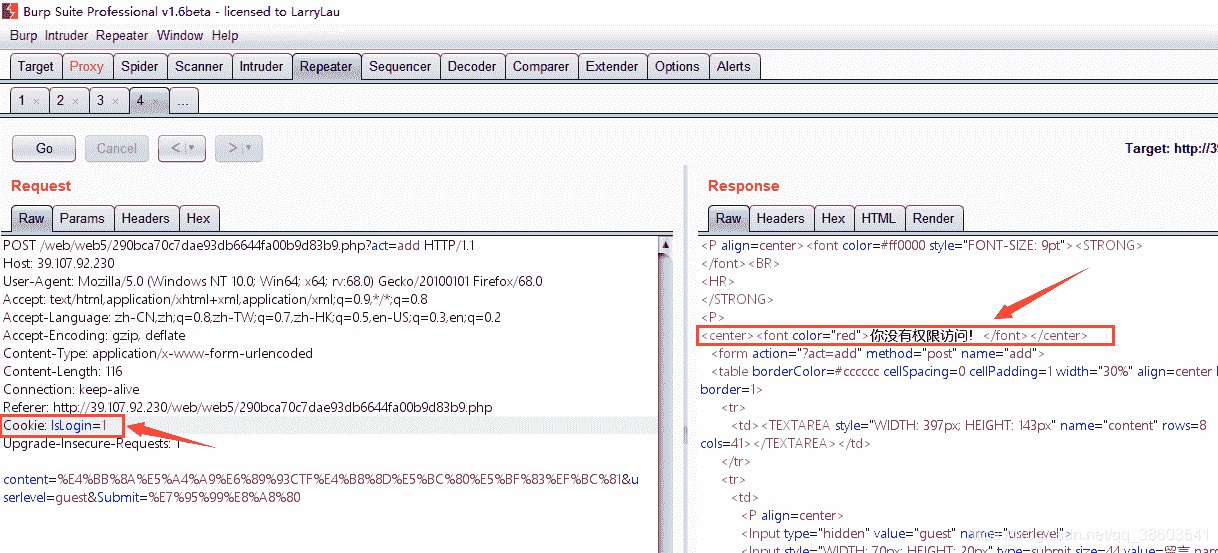 Burp Suite Professional v1.6beta - licensed to LarryLau
Burp Intruder Repeater Window Help
Target Proxy Spider Scanner Intruder Repeater Sequencer Decoder Comparer Extender Options Alerts
1 × 2 × 3 × 4 × ...
Go Cancel < > Target: http://3
Request
Raw Params Headers Hex
POST /web/web5/290bca70c7dae93db6644fa00b9d83b9.php?act=add HTTP/1.1
Host: 39.107.92.230
User-Agent: Mozilla/5.0 (Windows NT 10.0; Win64; x64; rv:68.0) Gecko/20100101 Firefox/68.0
Accept: text/html,application/xhtml+xml,application/xml;q=0.9,*/*;q=0.8
Accept-Language: zh-CN,zh;q=0.8,zh-TW;q=0.7,zh-HK;q=0.5,en-US;q=0.3,en;q=0.2
Accept-Encoding: gzip, deflate
Content-Type: application/x-www-form-urlencoded
Content-Length: 116
Connection: keep-alive
Referer: http://39.107.92.230/web/web5/290bca70c7dae93db6644fa00b9d83b9.php
Cookie: IsLogin=1
Upgrade-Insecure-Requests: 1
content=%E4%BB%8A%E5%A4%A9%E6%89%93CTF%E4%B8%8D%E5%BC%80%E5%BF%83%EF%BC%81&u
serlevel=guest&Submit=%E7%95%99%E8%A8%80
Response
Raw Headers Hex HTML Render
<P align=center><font color=#ff0000 style="FONT-SIZE: 9pt"><STRONG>
</font><BR>
<HR>
</STRONG>
<P>
<center><font color="red">你没有权限访问! </font></center>
<form action="?act=add" method="post" name="add">
<table borderColor=#cccccc cellSpacing=0 cellPadding=1 width="30%" align=center
border=1>
<tr>
<td><TEXTAREA style="WIDTH: 397px; HEIGHT: 143px" name="content" rows=8
cols=41></TEXTAREA></td>
</tr>
<tr>
<td>
<P align=center>
<Input type="hidden" value="guest" name="userlevel">
<Input style="WIDTH: 70px; HEIGHT: 20px" type=submit size=44 value=留言 nam